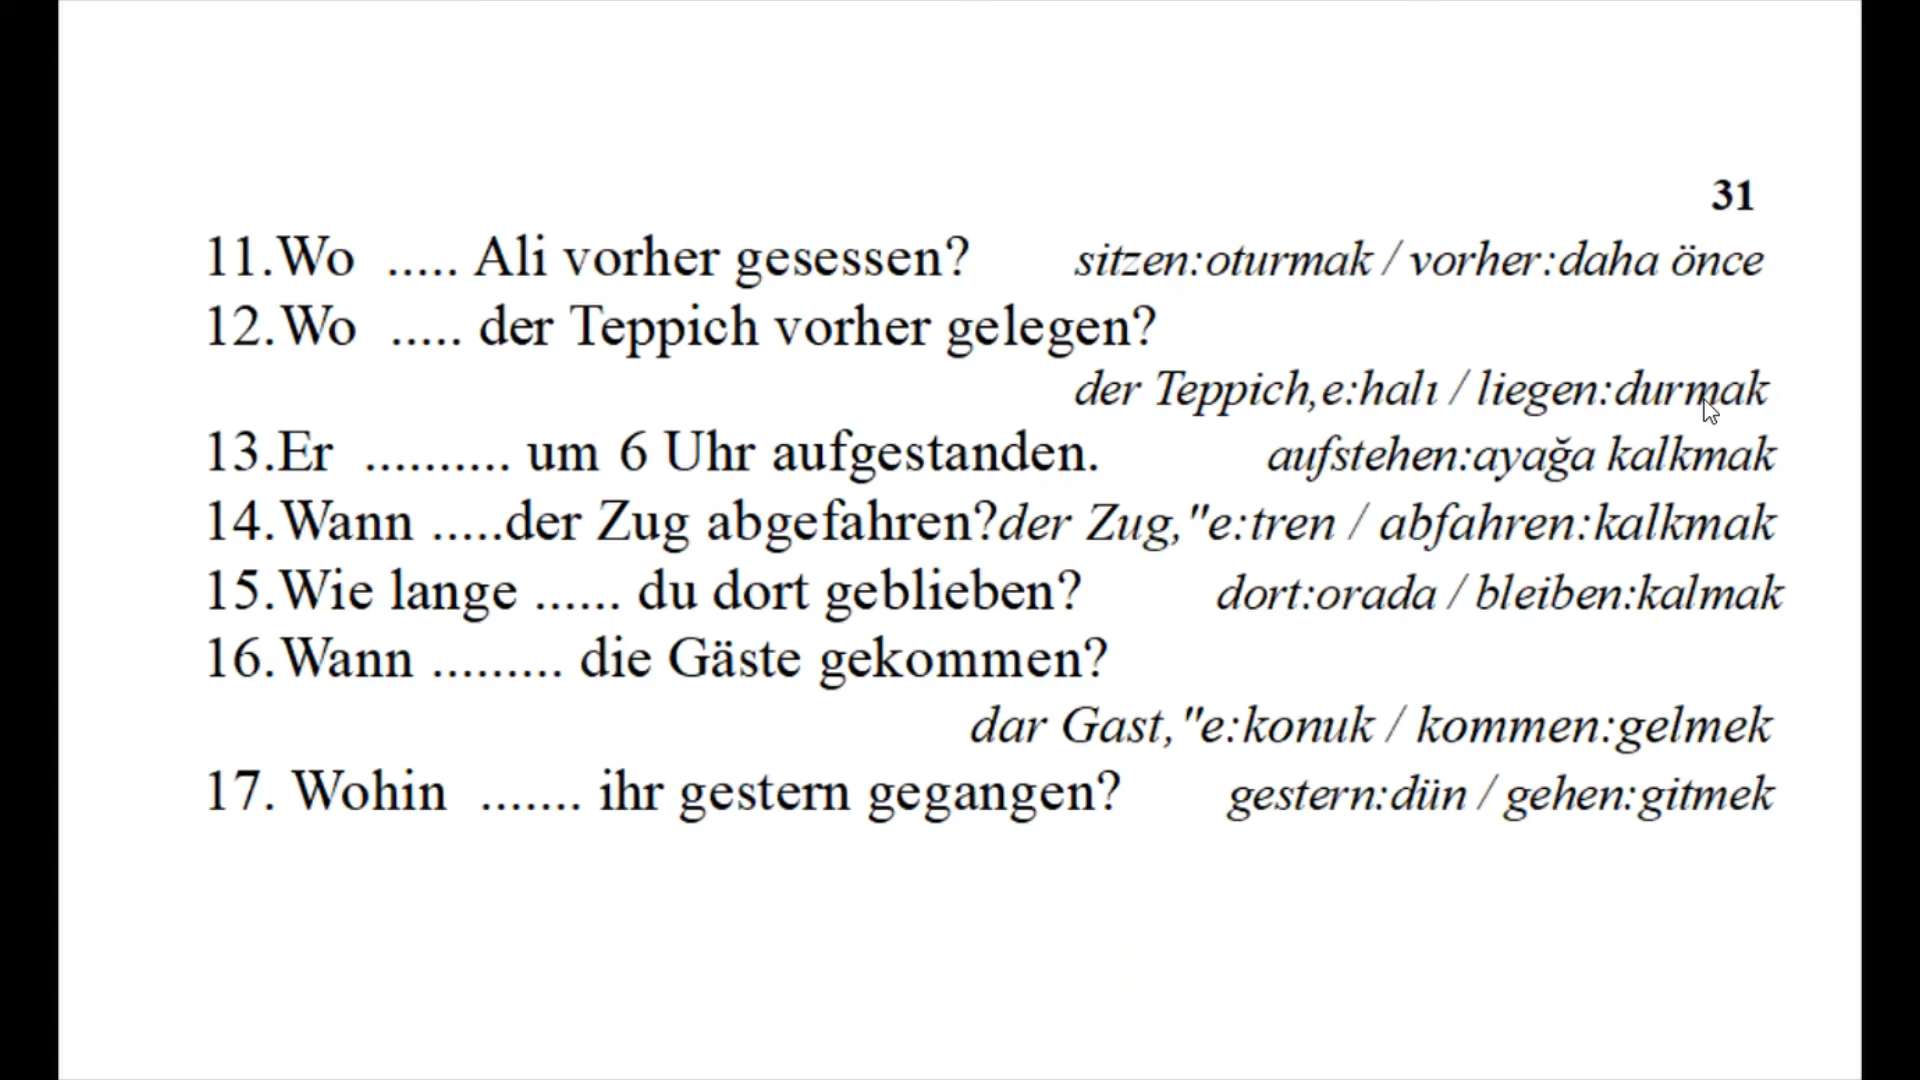 31
11.Wo ..... Ali vorher gesessen? sitzen:oturmak / vorher:daha önce
12.Wo ..... der Teppich vorher gelegen?
der Teppich,e:halı / liegen:durmak
13.Er .......... um 6 Uhr aufgestanden. aufstehen:ayağa kalkmak
14.Wann .....der Zug abgefahren?der Zug,"e:tren / abfahren:kalkmak
15.Wie lange ...... du dort geblieben? dort:orada / bleiben:kalmak
16.Wann ......... die Gäste gekommen?
dar Gast,"e:konuk / kommen:gelmek
17. Wohin ....... ihr gestern gegangen? gestern:dün / gehen:gitmek